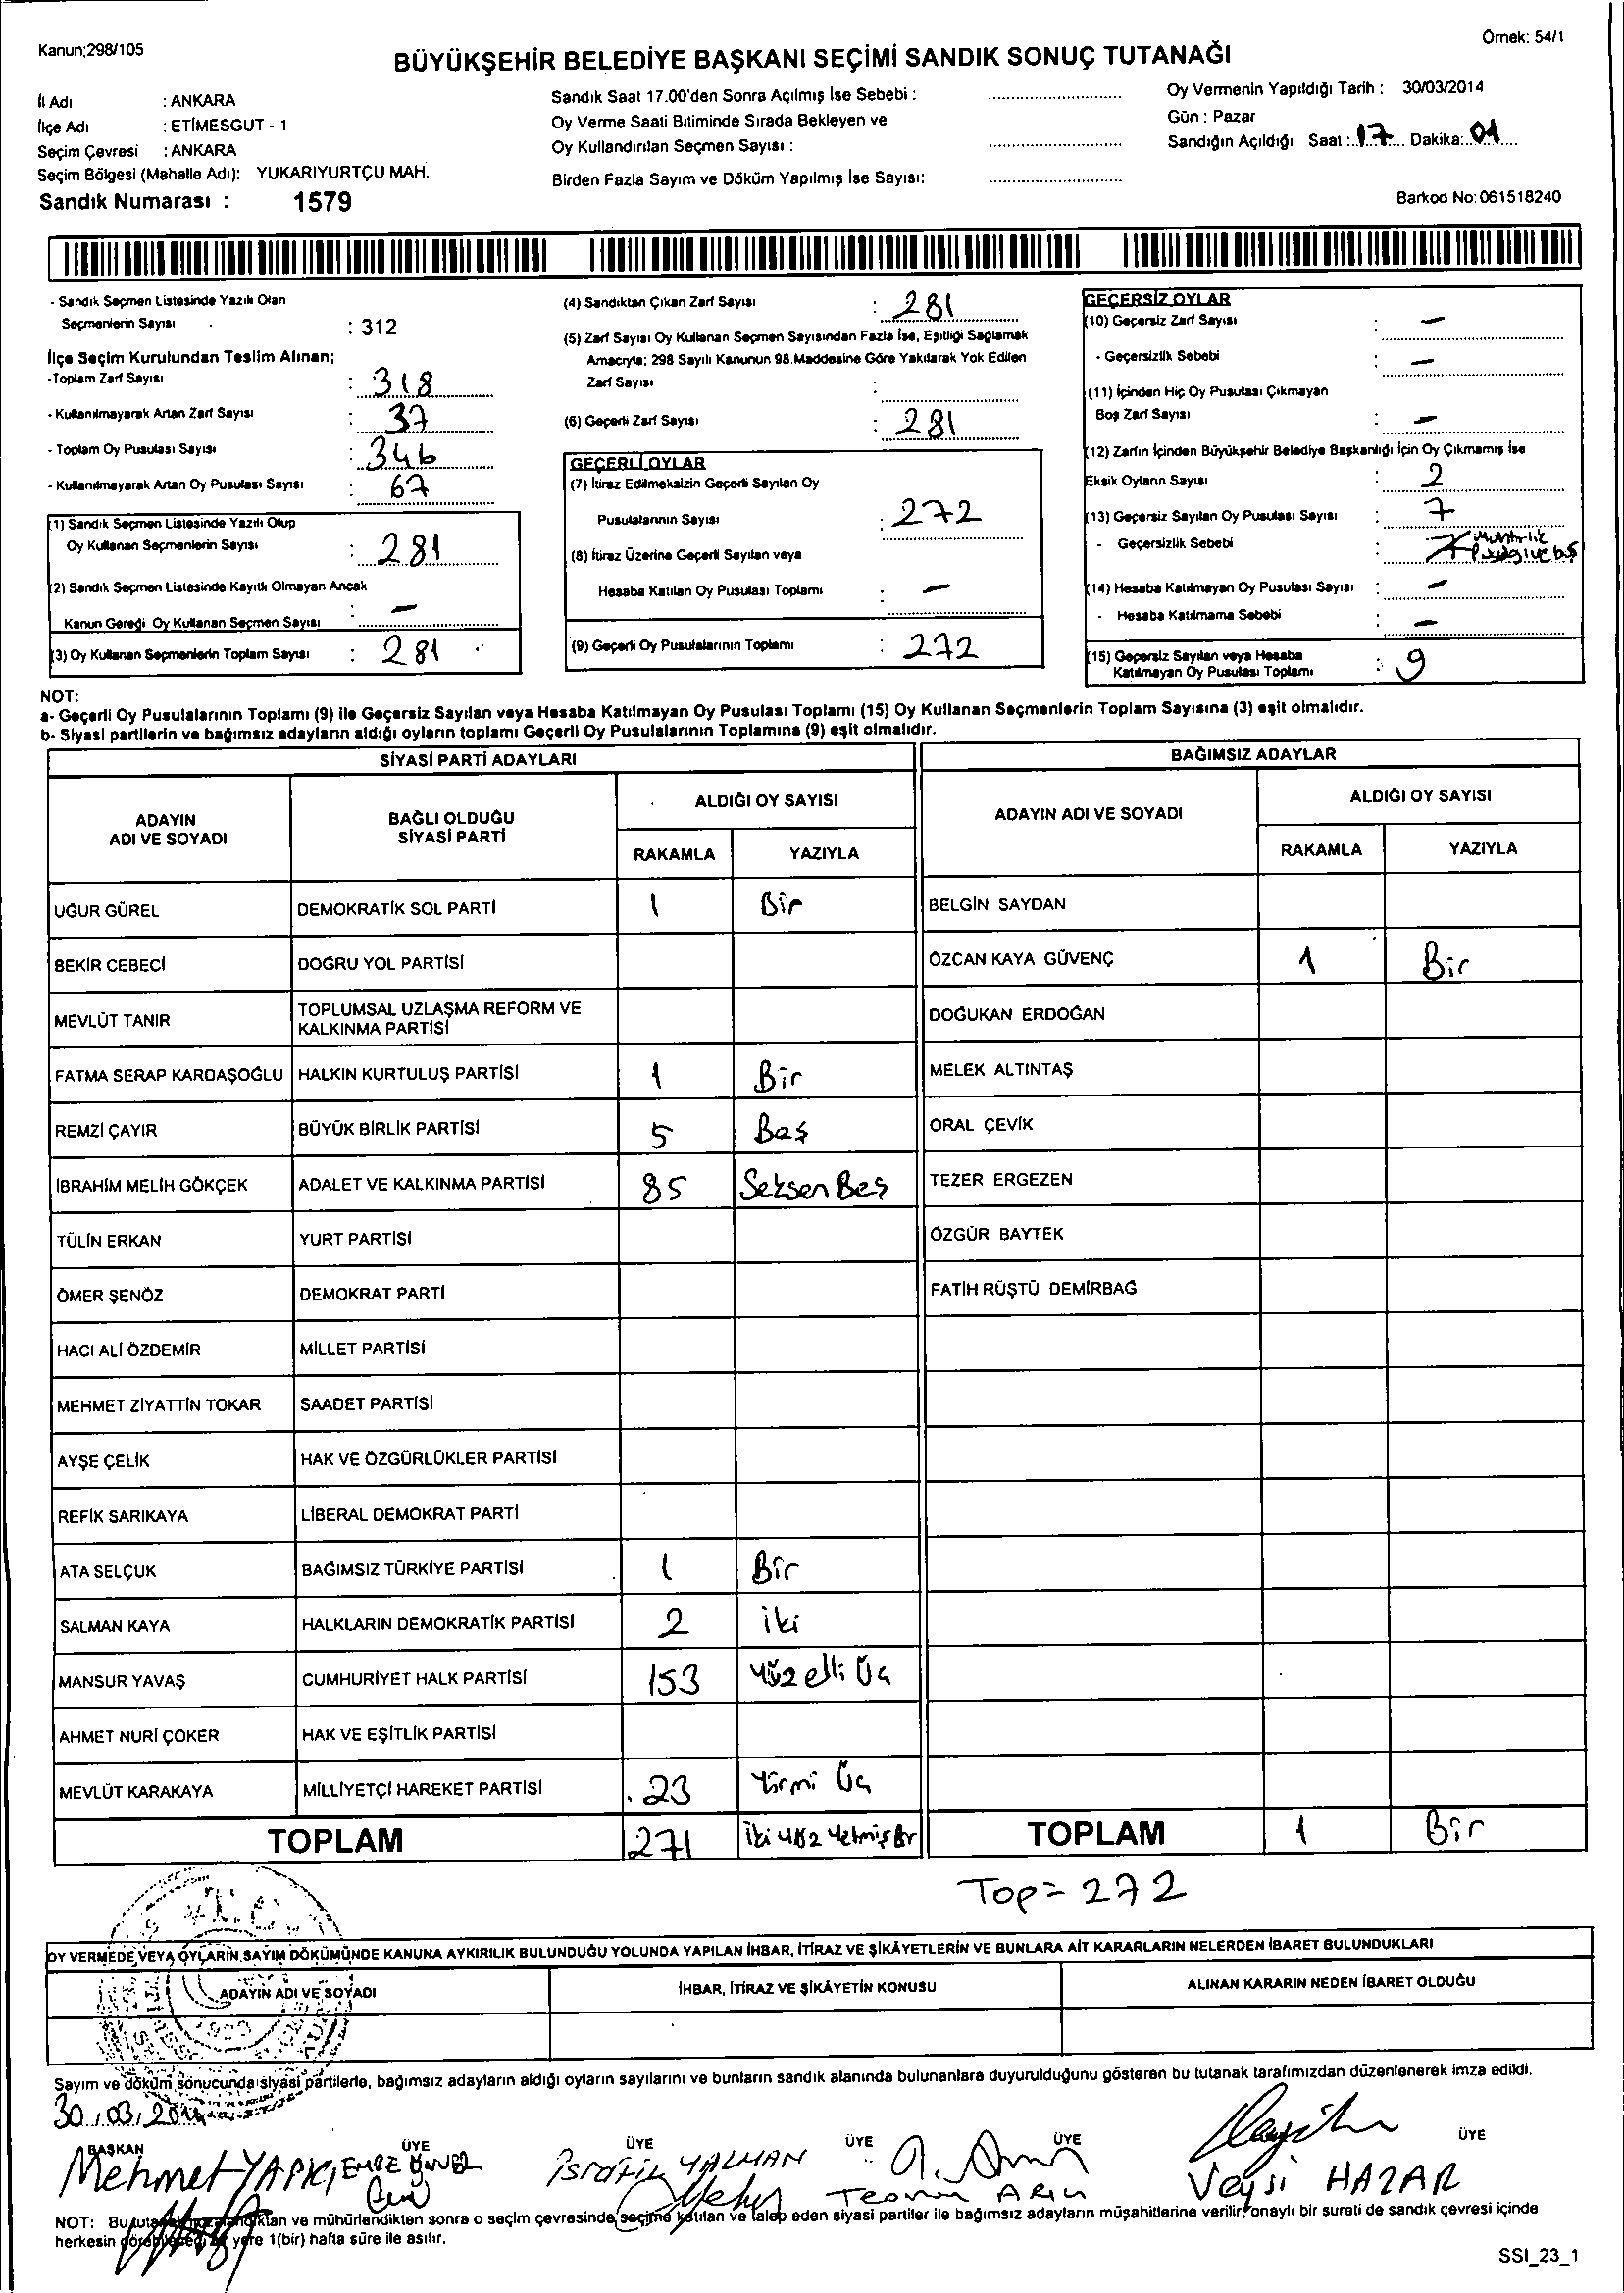 Kanun;298/105
Örnek: 54/1
BÜYÜKŞEHİR BELEDİYE BAŞKANI SEÇİMİ SANDIK SONUÇ TUTANAĞI
İl Adı : ANKARA
İlçe Adı : ETİMESGUT - 1
Seçim Çevresi : ANKARA
Seçim Bölgesi (Mahalle Adı): YUKARIYURTÇU MAH.
Sandık Numarası : 1579
Sandık Saat 17.00'den Sonra Açılmış İse Sebebi :
Oy Verme Saati Bitiminde Sırada Bekleyen ve
Oy Kullandırılan Seçmen Sayısı :
Birden Fazla Sayım ve Döküm Yapılmış İse Sayısı:
Oy Vermenin Yapıldığı Tarih : 30/03/2014
Gün : Pazar
Sandığın Açıldığı Saat : 17 Dakika: 01
Barkod No: 061518240
- Sandık Seçmen Listesinde Yazılı Olan
Seçmenlerin Sayısı : 312
İlçe Seçim Kurulundan Teslim Alınan;
-Toplam Zarf Sayısı : 318
- Kullanılmayarak Artan Zarf Sayısı : 37
- Toplam Oy Pusulası Sayısı : 346
- Kullanılmayarak Artan Oy Pusulası Sayısı : 67
(1) Sandık Seçmen Listesinde Yazılı Olup
Oy Kullanan Seçmenlerin Sayısı : 281
(2) Sandık Seçmen Listesinde Kayıtlı Olmayan Ancak
Kanun Gereği Oy Kullanan Seçmen Sayısı : -
(3) Oy Kullanan Seçmenlerin Toplam Sayısı : 281
(4) Sandıktan Çıkan Zarf Sayısı : 281
(5) Zarf Sayısı Oy Kullanan Seçmen Sayısından Fazla İse, Eşitliği Sağlamak
Amacıyla; 298 Sayılı Kanunun 98.Maddesine Göre Yakılarak Yok Edilen
Zarf Sayısı :
(6) Geçerli Zarf Sayısı : 281
GEÇERLİ OYLAR
(7) İtiraz Edilmeksizin Geçerli Sayılan Oy
Pusulalarının Sayısı : 272
(8) İtiraz Üzerine Geçerli Sayılan veya
Hesaba Katılan Oy Pusulası Toplamı : -
(9) Geçerli Oy Pusulalarının Toplamı : 272
GEÇERSİZ OYLAR
(10) Geçersiz Zarf Sayısı : -
- Geçersizlik Sebebi : -
(11) İçinden Hiç Oy Pusulası Çıkmayan
Boş Zarf Sayısı : -
(12) Zarfın İçinden Büyükşehir Belediye Başkanlığı İçin Oy Çıkmamış İse
Eksik Oyların Sayısı : 2
(13) Geçersiz Sayılan Oy Pusulası Sayısı : 7
- Geçersizlik Sebebi : 7
(14) Hesaba Katılmayan Oy Pusulası Sayısı : -
- Hesaba Katılmama Sebebi : -
(15) Geçersiz Sayılan veya Hesaba
Katılmayan Oy Pusulası Toplamı : 9
NOT:
a- Geçerli Oy Pusulalarının Toplamı (9) ile Geçersiz Sayılan veya Hesaba Katılmayan Oy Pusulası Toplamı (15) Oy Kullanan Seçmenlerin Toplam Sayısına (3) eşit olmalıdır.
b- Siyasi partilerin ve bağımsız adayların aldığı oyların toplamı Geçerli Oy Pusulalarının Toplamına (9) eşit olmalıdır.
SİYASİ PARTİ ADAYLARI
ADAYIN ADI VE SOYADI
BAĞLI OLDUĞU SİYASİ PARTİ
ALDIĞI OY SAYISI
RAKAMLA YAZIYLA
UĞUR GÜREL DEMOKRATİK SOL PARTİ 1 Bir
BEKİR CEBECİ DOĞRU YOL PARTİSİ
MEVLÜT TANIR TOPLUMSAL UZLAŞMA REFORM VE KALKINMA PARTİSİ
FATMA SERAP KARDAŞOĞLU HALKIN KURTULUŞ PARTİSİ 1 Bir
REMZİ ÇAYIR BÜYÜK BİRLİK PARTİSİ 5 Beş
İBRAHİM MELİH GÖKÇEK ADALET VE KALKINMA PARTİSİ 85 Seksen Beş
TÜLİN ERKAN YURT PARTİSİ
ÖMER ŞENÖZ DEMOKRAT PARTİ
HACI ALİ ÖZDEMİR MİLLET PARTİSİ
MEHMET ZİYATTİN TOKAR SAADET PARTİSİ
AYŞE ÇELİK HAK VE ÖZGÜRLÜKLER PARTİSİ
REFİK SARIKAYA LİBERAL DEMOKRAT PARTİ
ATA SELÇUK BAĞIMSIZ TÜRKİYE PARTİSİ 1 Bir
SALMAN KAYA HALKLARIN DEMOKRATİK PARTİSİ 2 iki
MANSUR YAVAŞ CUMHURİYET HALK PARTİSİ 153 Yüz elli Üç
AHMET NURİ ÇOKER HAK VE EŞİTLİK PARTİSİ
MEVLÜT KARAKAYA MİLLİYETÇİ HAREKET PARTİSİ 23 Yirmi Üç
TOPLAM 271 İki Yüz Yetmiş Bir
BAĞIMSIZ ADAYLAR
ADAYIN ADI VE SOYADI
ALDIĞI OY SAYISI
RAKAMLA YAZIYLA
BELGİN SAYDAN
ÖZCAN KAYA GÜVENÇ 1 Bir
DOĞUKAN ERDOĞAN
MELEK ALTINTAŞ
ORAL ÇEVİK
TEZER ERGEZEN
ÖZGÜR BAYTEK
FATİH RÜŞTÜ DEMİRBAĞ
TOPLAM 1 Bir
Top = 272
OY VERMEDE VEYA OYLARIN SAYIM DÖKÜMÜNDE KANUNA AYKIRILIK BULUNDUĞU YOLUNDA YAPILAN İHBAR, İTİRAZ VE ŞİKÂYETLERİN VE BUNLARA AİT KARARLARIN NELERDEN İBARET BULUNDUKLARI
ADAYIN ADI VE SOYADI
İHBAR, İTİRAZ VE ŞİKÂYETİN KONUSU
ALINAN KARARIN NEDEN İBARET OLDUĞU
Sayım ve döküm sonucunda siyasi partilerle, bağımsız adayların aldığı oyların sayılarını ve bunların sandık alanında bulunanlara duyurulduğunu gösteren bu tutanak tarafımızdan düzenlenerek imza edildi.
30/03/2014
BAŞKAN ÜYE ÜYE ÜYE ÜYE ÜYE
Mehmet YAPKI EMRE İsrafil YALMAN Veysi HAZAR
NOT: Bu ve mühürlendikten sonra o seçim çevresinde, seçime katılan ve talep eden siyasi partiler ile bağımsız adayların müşahitlerine verilir, onaylı bir sureti de sandık çevresi içinde
herkesin görebileceği bir yere 1(bir) hafta süre ile asılır.
SSI_23_1